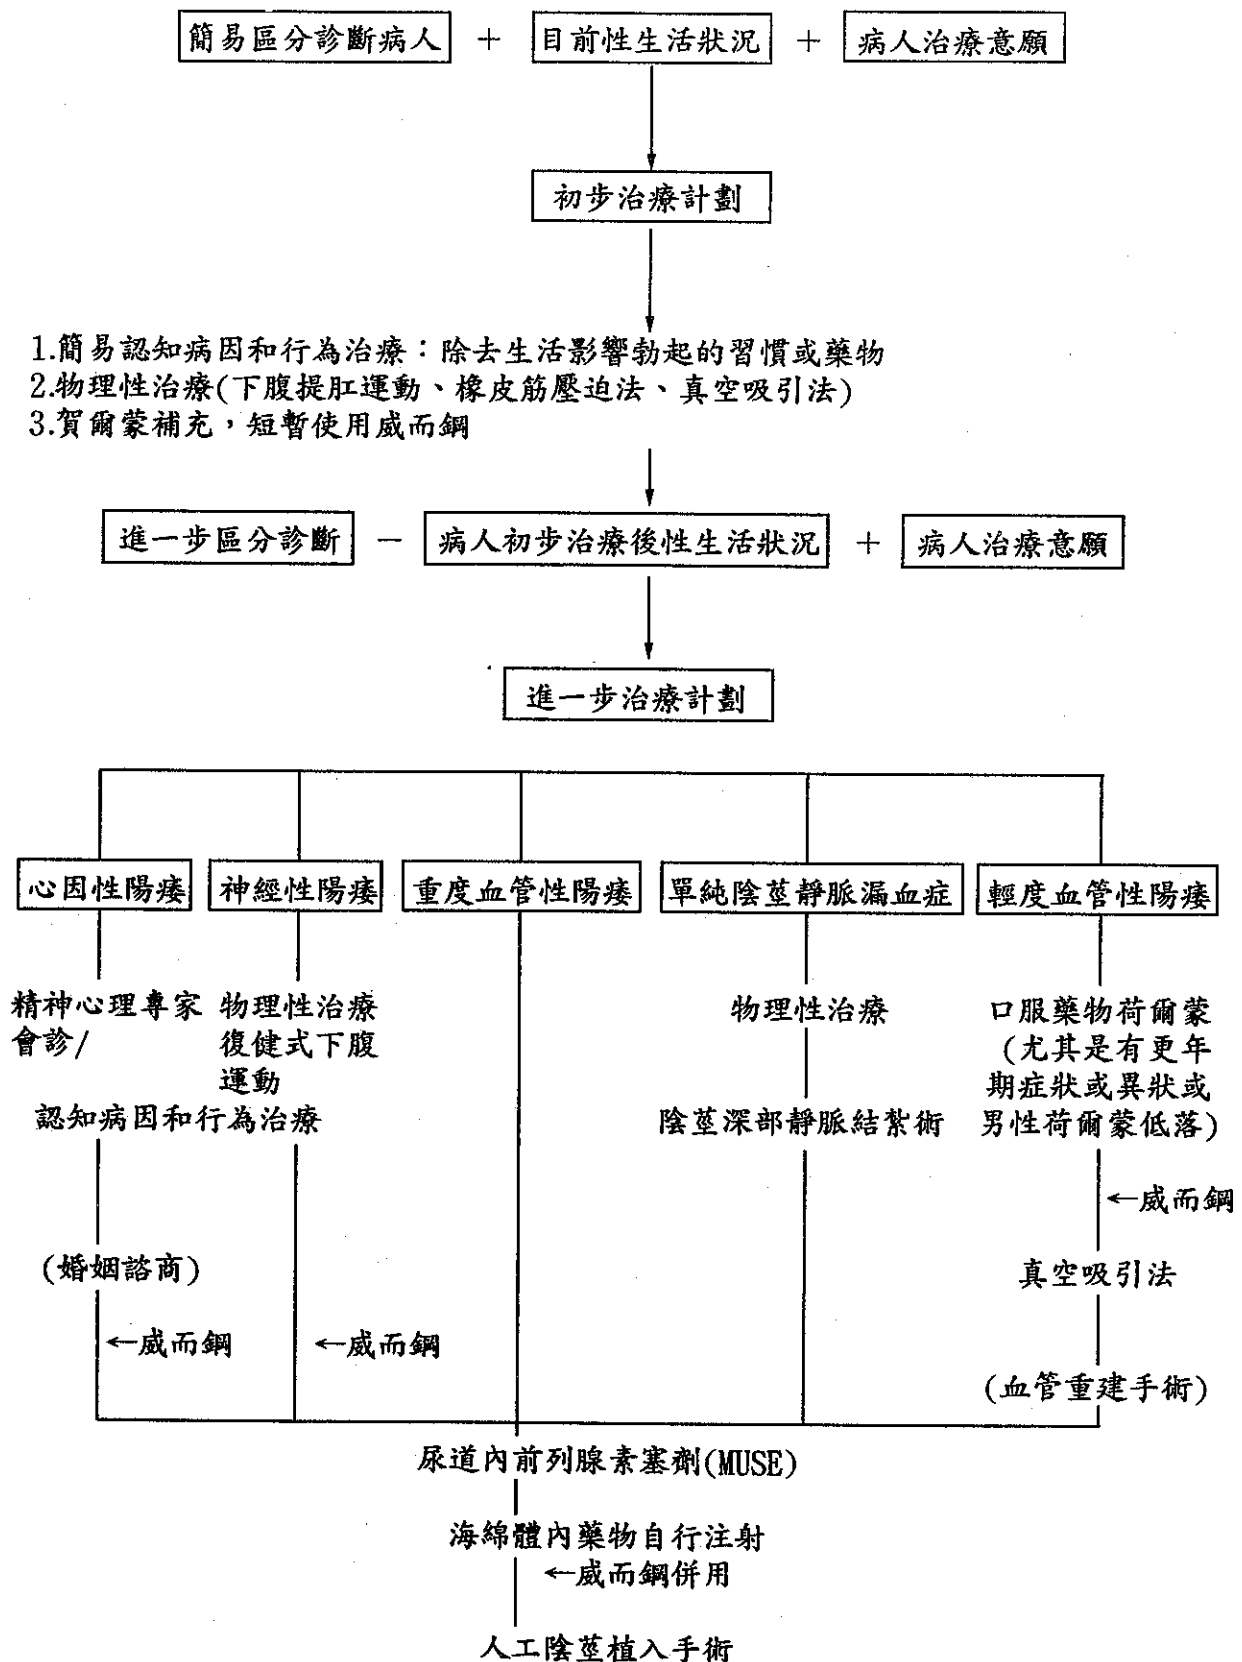 簡易區分診斷病人 + 目前性生活狀況 + 病人治療意願
初步治療計劃
1.簡易認知病因和行為治療：除去生活影響勃起的習慣或藥物
2.物理性治療(下腹提肛運動、橡皮筋壓迫法、真空吸引法)
3.賀爾蒙補充，短暫使用威而鋼
進一步區分診斷 - 病人初步治療後性生活狀況 + 病人治療意願
進一步治療計劃
心因性陽痿 神經性陽痿 重度血管性陽痿 單純陰莖靜脈漏血症 輕度血管性陽痿
精神心理專家
會診/
物理性治療
復健式下腹
運動
認知病因和行為治療
(婚姻諮商)
←威而鋼
←威而鋼
物理性治療
陰莖深部靜脈結紮術
口服藥物荷爾蒙
(尤其是有更年
期症狀或異狀或
男性荷爾蒙低落)
←威而鋼
真空吸引法
(血管重建手術)
尿道內前列腺素塞劑(MUSE)
海綿體內藥物自行注射
←威而鋼併用
人工陰莖植入手術